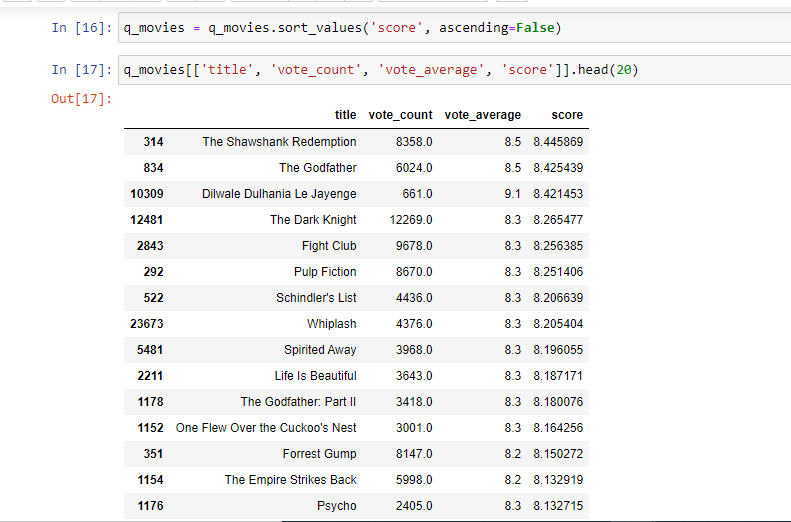 In [16]: q_movies = q_movies.sort_values('score', ascending=False)
In [17]: q_movies[['title', 'vote_count', 'vote_average', 'score']].head(20)
Out[17]:
title vote_count vote_average score
314 The Shawshank Redemption 8358.0 8.5 8.445869
834 The Godfather 6024.0 8.5 8.425439
10309 Dilwale Dulhania Le Jayenge 661.0 9.1 8.421453
12481 The Dark Knight 12269.0 8.3 8.265477
2843 Fight Club 9678.0 8.3 8.256385
292 Pulp Fiction 8670.0 8.3 8.251406
522 Schindler's List 4436.0 8.3 8.206639
23673 Whiplash 4376.0 8.3 8.205404
5481 Spirited Away 3968.0 8.3 8.196055
2211 Life Is Beautiful 3643.0 8.3 8.187171
1178 The Godfather: Part II 3418.0 8.3 8.180076
1152 One Flew Over the Cuckoo's Nest 3001.0 8.3 8.164256
351 Forrest Gump 8147.0 8.2 8.150272
1154 The Empire Strikes Back 5998.0 8.2 8.132919
1176 Psycho 2405.0 8.3 8.132715